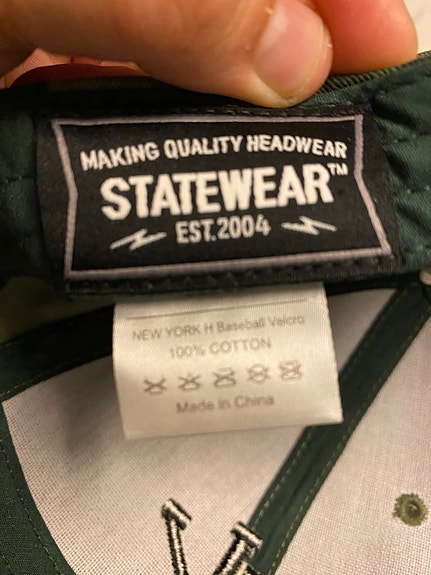 MAKING QUALITY HEADWEAR
STATEWEAR™
EST.2004
NEW YORK H Baseball Velcro
100% COTTON
Made in China